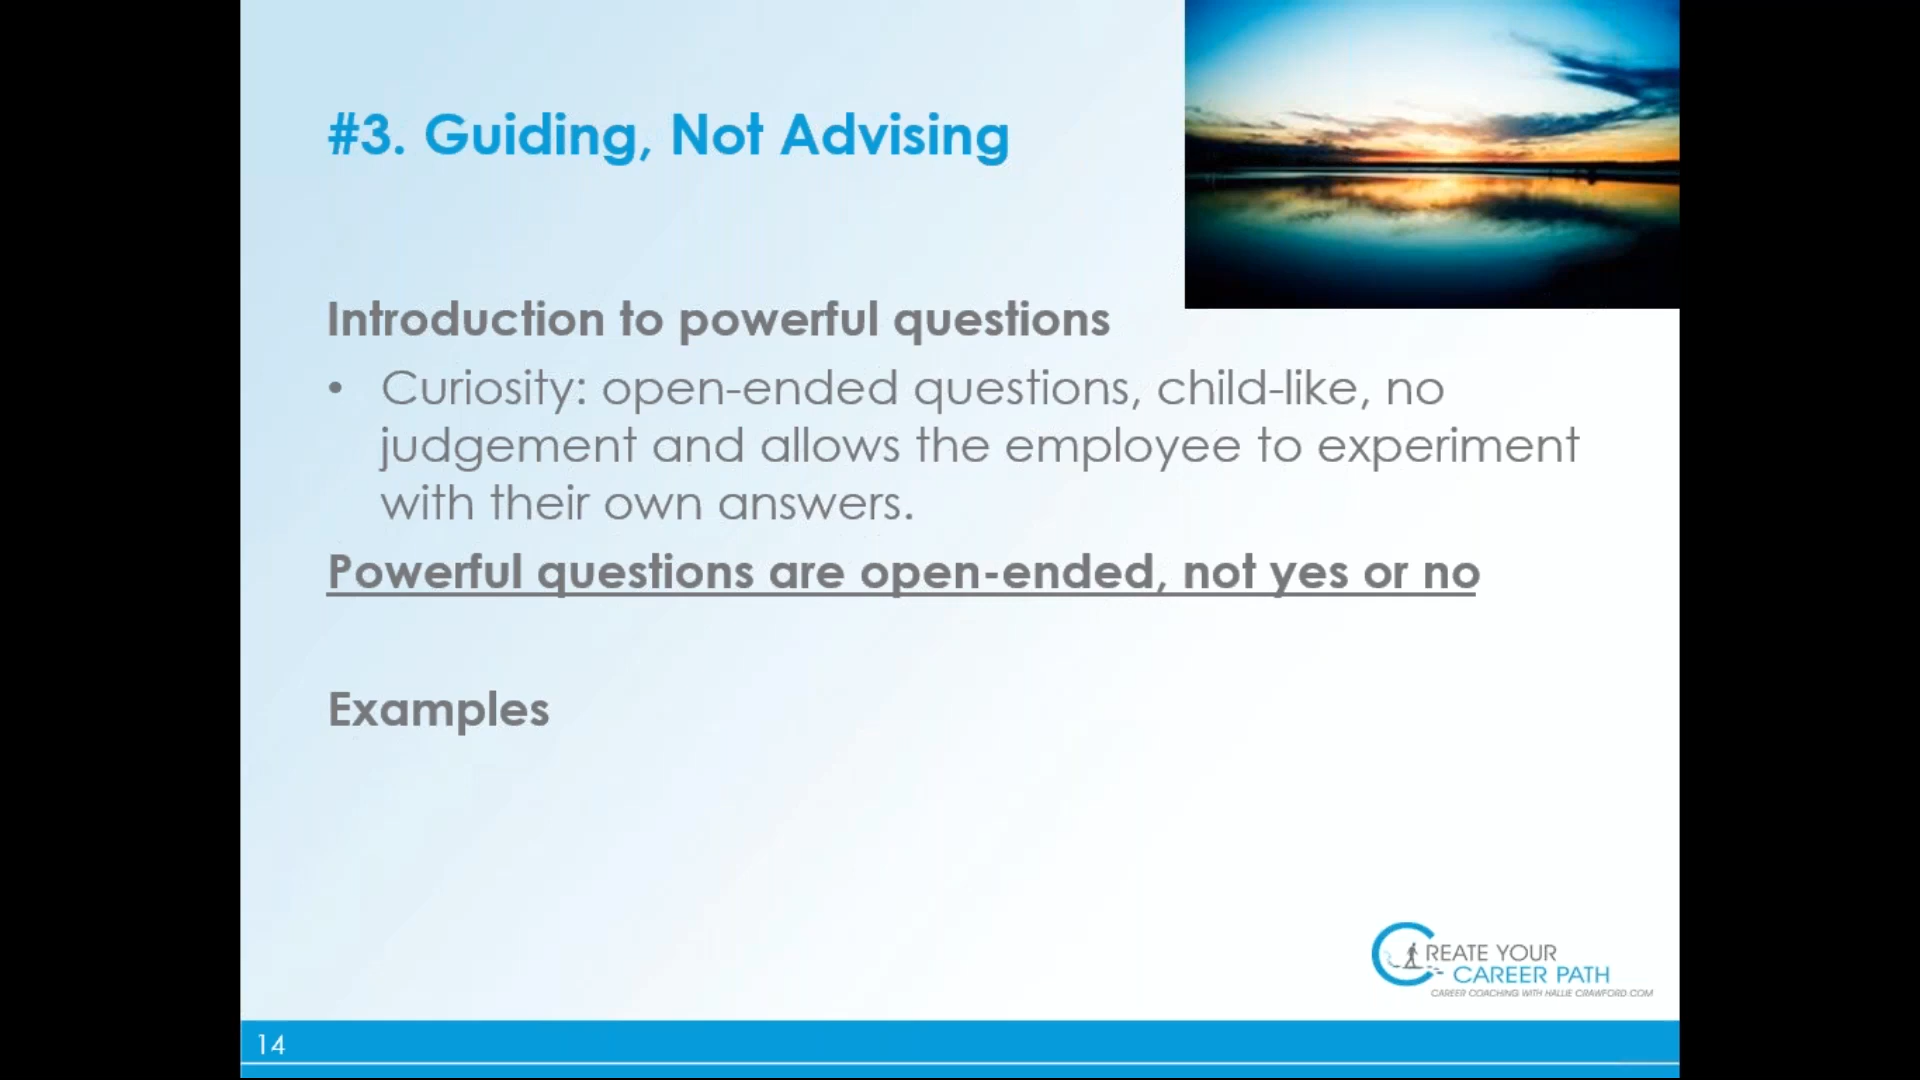 #3. Guiding, Not Advising
Introduction to powerful questions
• Curiosity: open-ended questions, child-like, no
judgement and allows the employee to experiment
with their own answers.
Powerful questions are open-ended, not yes or no
Examples
CREATE YOUR
CAREER PATH
CAREER COACHING WITH HALLIE CRAWFORD.COM
14